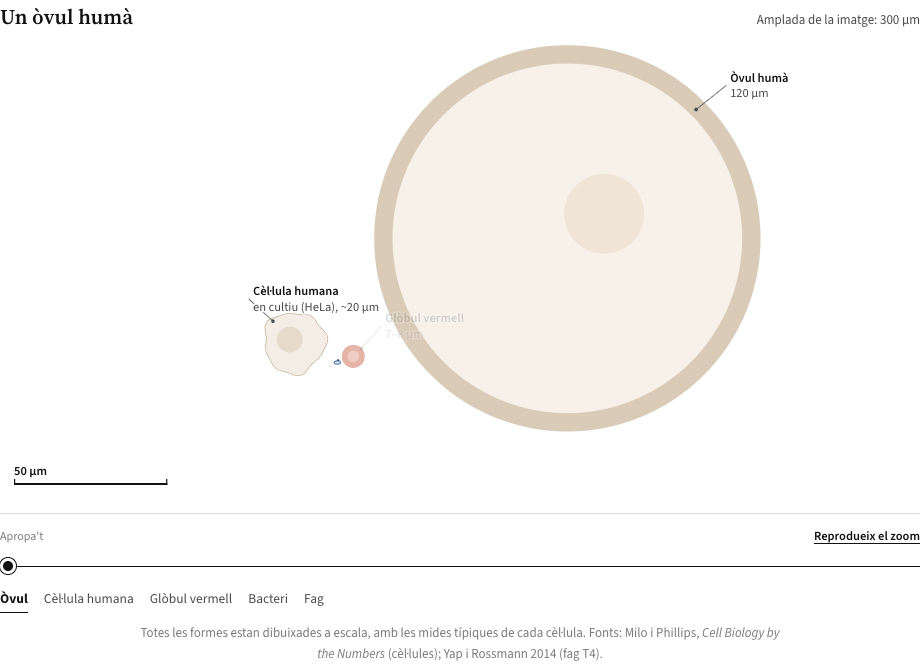 Un òvul humà
Amplada de la imatge: 300 µm
Òvul humà
120 µm
Cèl·lula humana
en cultiu (HeLa), ~20 µm
Glòbul vermell
7–8 µm
50 µm
Apropa't
Reprodueix el zoom
Òvul Cèl·lula humana Glòbul vermell Bacteri Fag
Totes les formes estan dibuixades a escala, amb les mides típiques de cada cèl·lula. Fonts: Milo i Phillips, Cell Biology by
the Numbers (cèl·lules); Yap i Rossmann 2014 (fag T4).